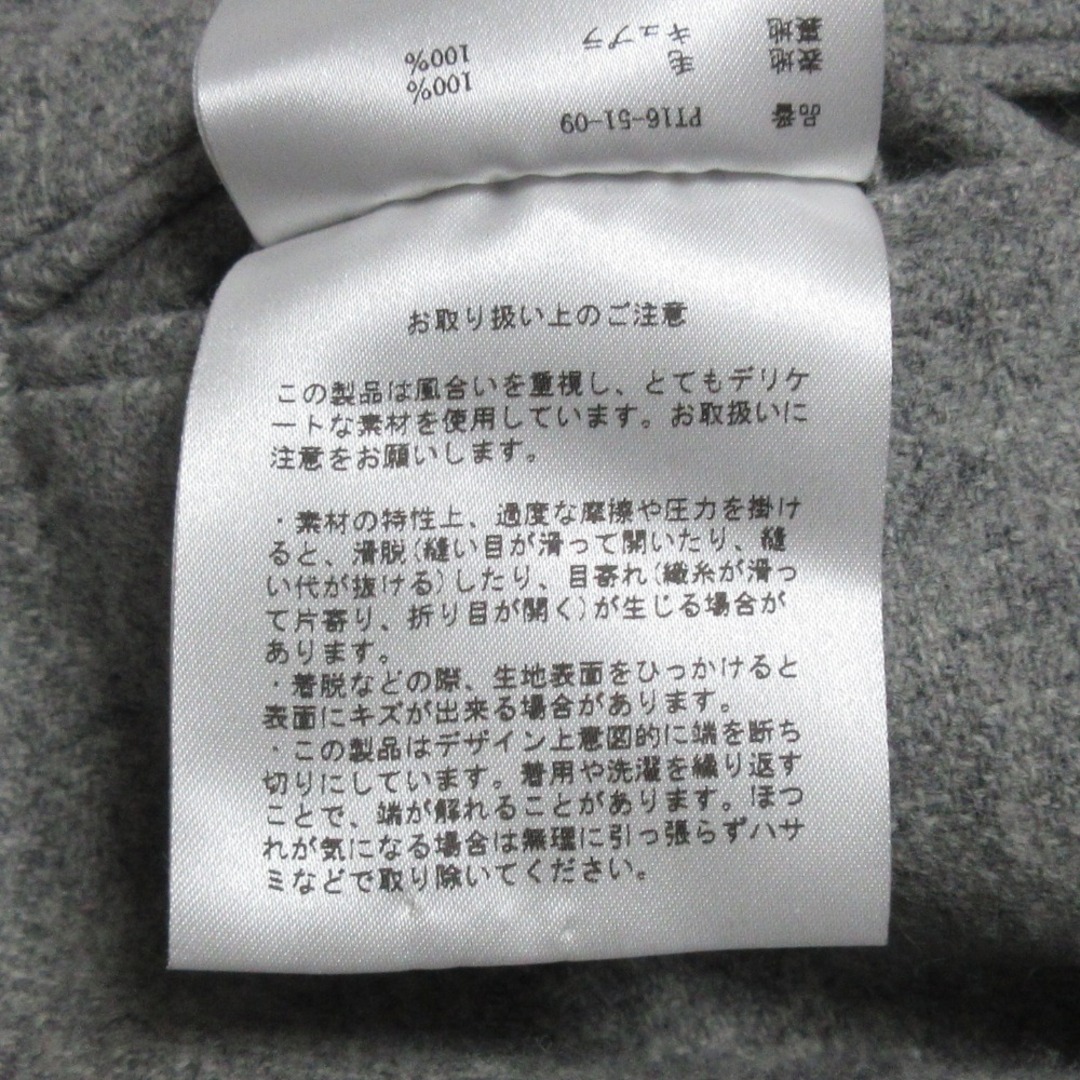 品番 PT16-51-09
表地 毛 100%
裏地 キュプラ 100%
お取り扱い上のご注意
この製品は風合いを重視し、とてもデリケ
ートな素材を使用しています。お取扱いに
注意をお願いします。
・素材の特性上、過度な摩擦や圧力を掛け
ると、滑脱(縫い目が滑って開いたり、縫
い代が抜ける)したり、目寄れ(織糸が滑っ
て片寄り、折り目が開く)が生じる場合が
あります。
・着脱などの際、生地表面をひっかけると
表面にキズが出来る場合があります。
・この製品はデザイン上意図的に端を断ち
切りにしています。着用や洗濯を繰り返す
ことで、端が解れることがあります。ほつ
れが気になる場合は無理に引っ張らずハサ
ミなどで取り除いてください。